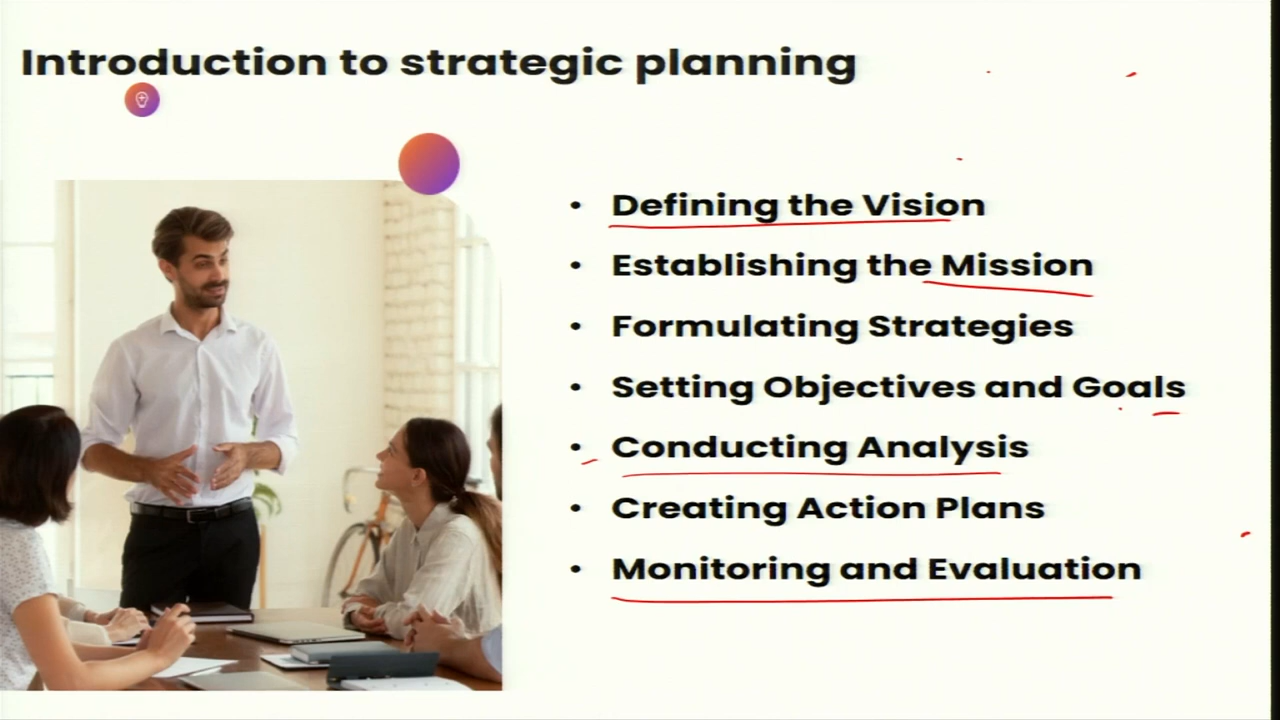 Introduction to strategic planning
• Defining the Vision
• Establishing the Mission
• Formulating Strategies
• Setting Objectives and Goals
• Conducting Analysis
• Creating Action Plans
• Monitoring and Evaluation